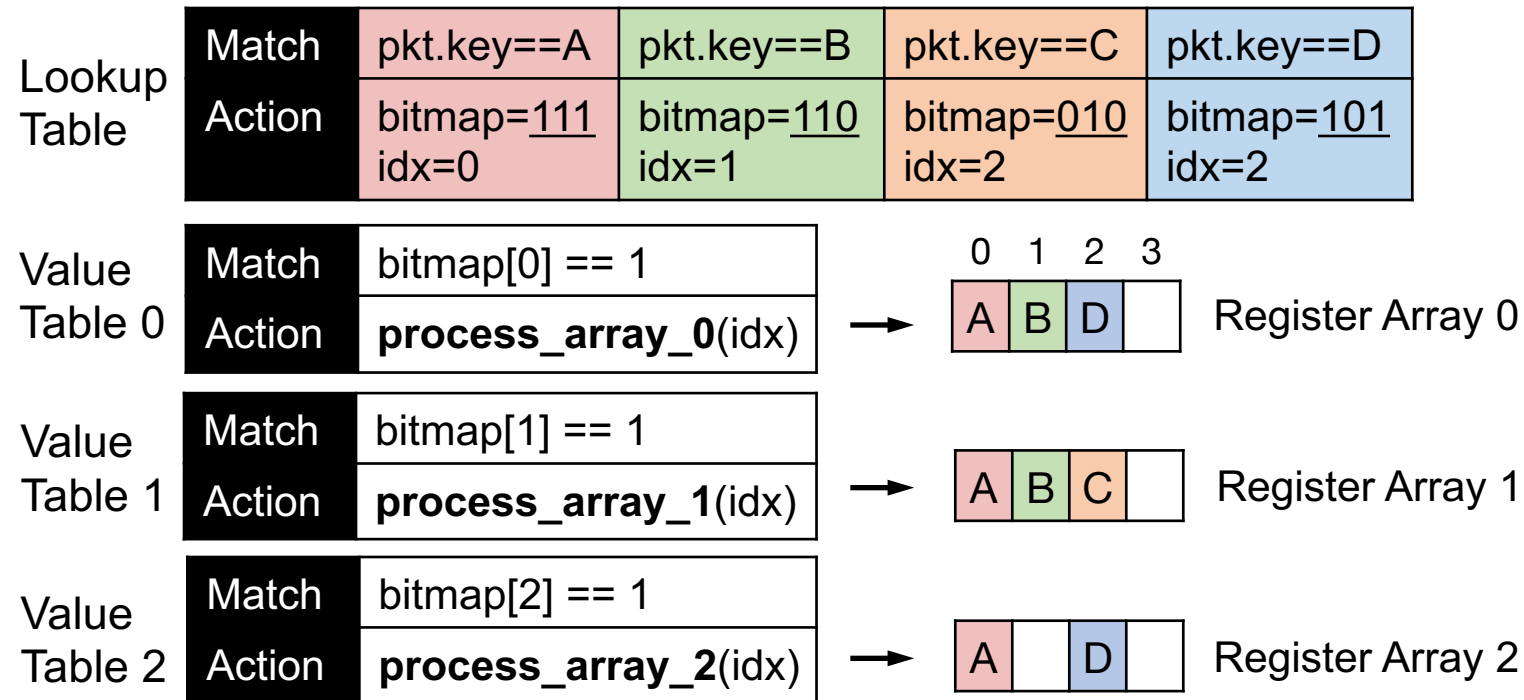 Lookup Table
Match pkt.key==A pkt.key==B pkt.key==C pkt.key==D
Action bitmap=111 bitmap=110 bitmap=010 bitmap=101
idx=0 idx=1 idx=2 idx=2
Value Table 0
Match bitmap[0] == 1
Action process_array_0(idx)
0 1 2 3
A B D
Register Array 0
Value Table 1
Match bitmap[1] == 1
Action process_array_1(idx)
A B C
Register Array 1
Value Table 2
Match bitmap[2] == 1
Action process_array_2(idx)
A D
Register Array 2